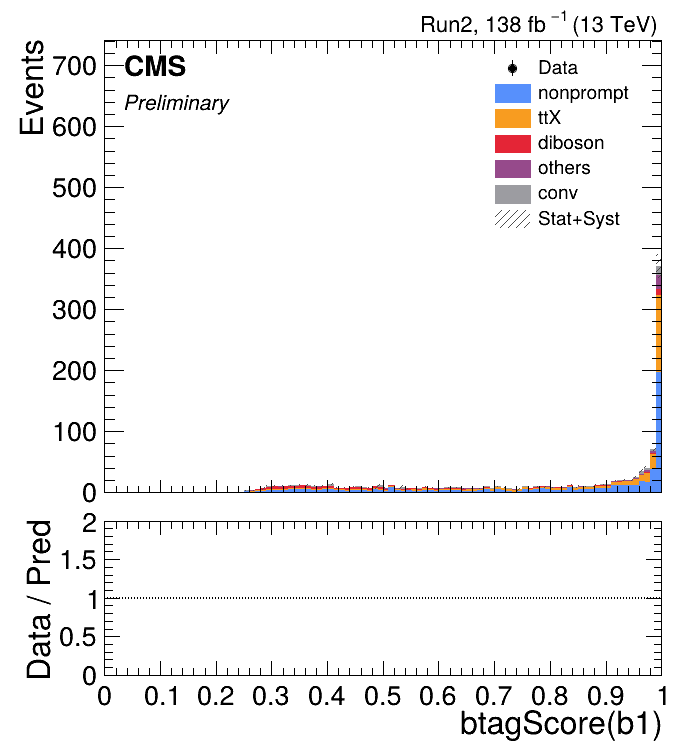 Run2, 138 fb⁻¹ (13 TeV)
CMS
Preliminary
Data
nonprompt
ttX
diboson
others
conv
Stat+Syst
Events
700
600
500
400
300
200
100
0
Data / Pred
2
1.5
1
0.5
0
0 0.1 0.2 0.3 0.4 0.5 0.6 0.7 0.8 0.9 1
btagScore(b1)